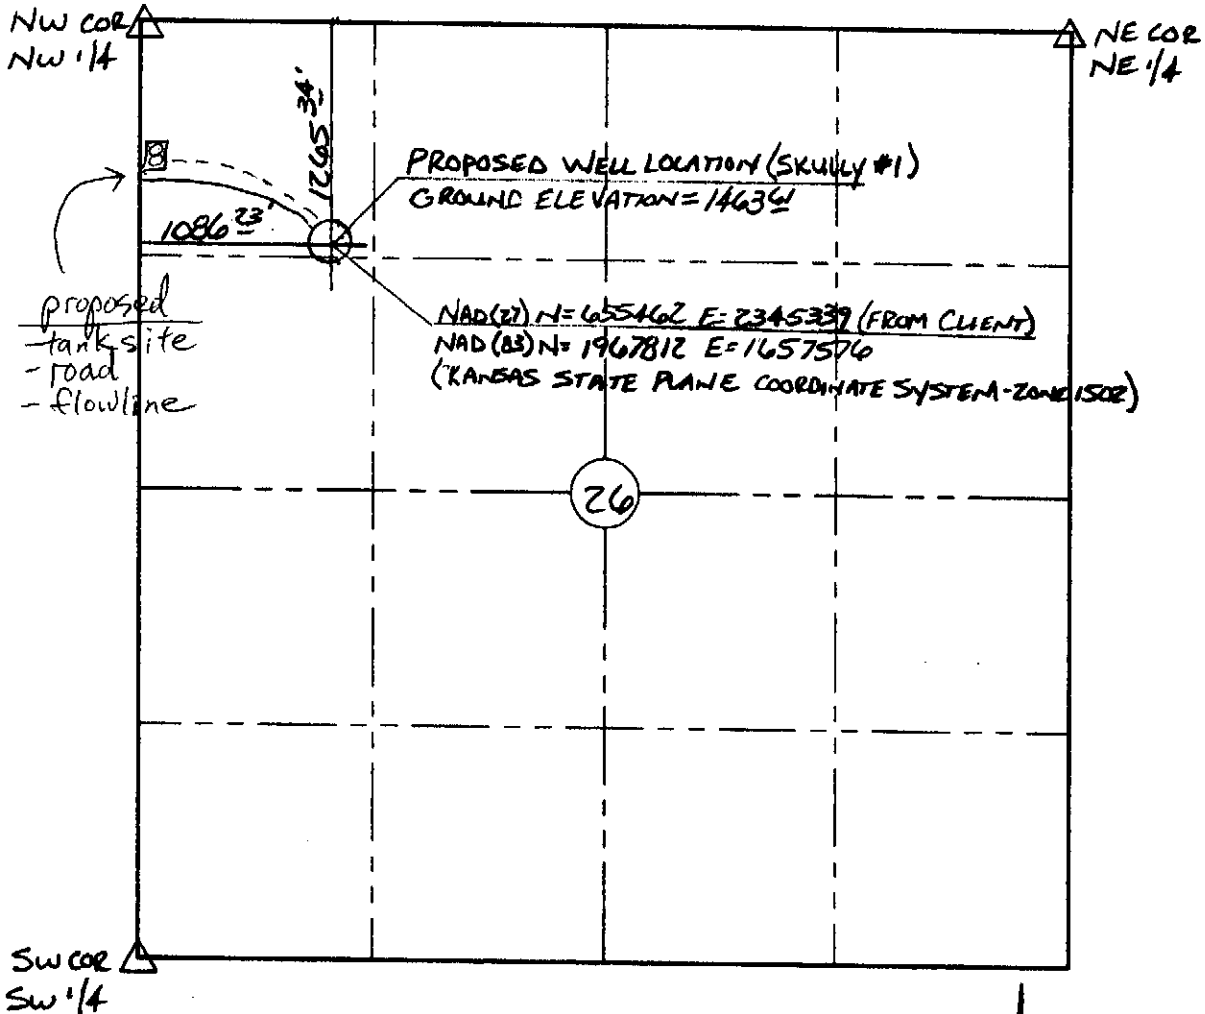 NW COR
NW 1/4
NE COR
NE 1/4
1265 34'
8
PROPOSED WELL LOCATION (SKULLY #1)
GROUND ELEVATION = 1463 61
1086 23'
proposed
- tank site
- road
- flowline
NAD (27) N= 655462 E= 2345339 (FROM CLIENT)
NAD (83) N= 1967812 E= 1657576
(KANSAS STATE PLANE COORDINATE SYSTEM - ZONE 1502)
26
SW COR
SW 1/4